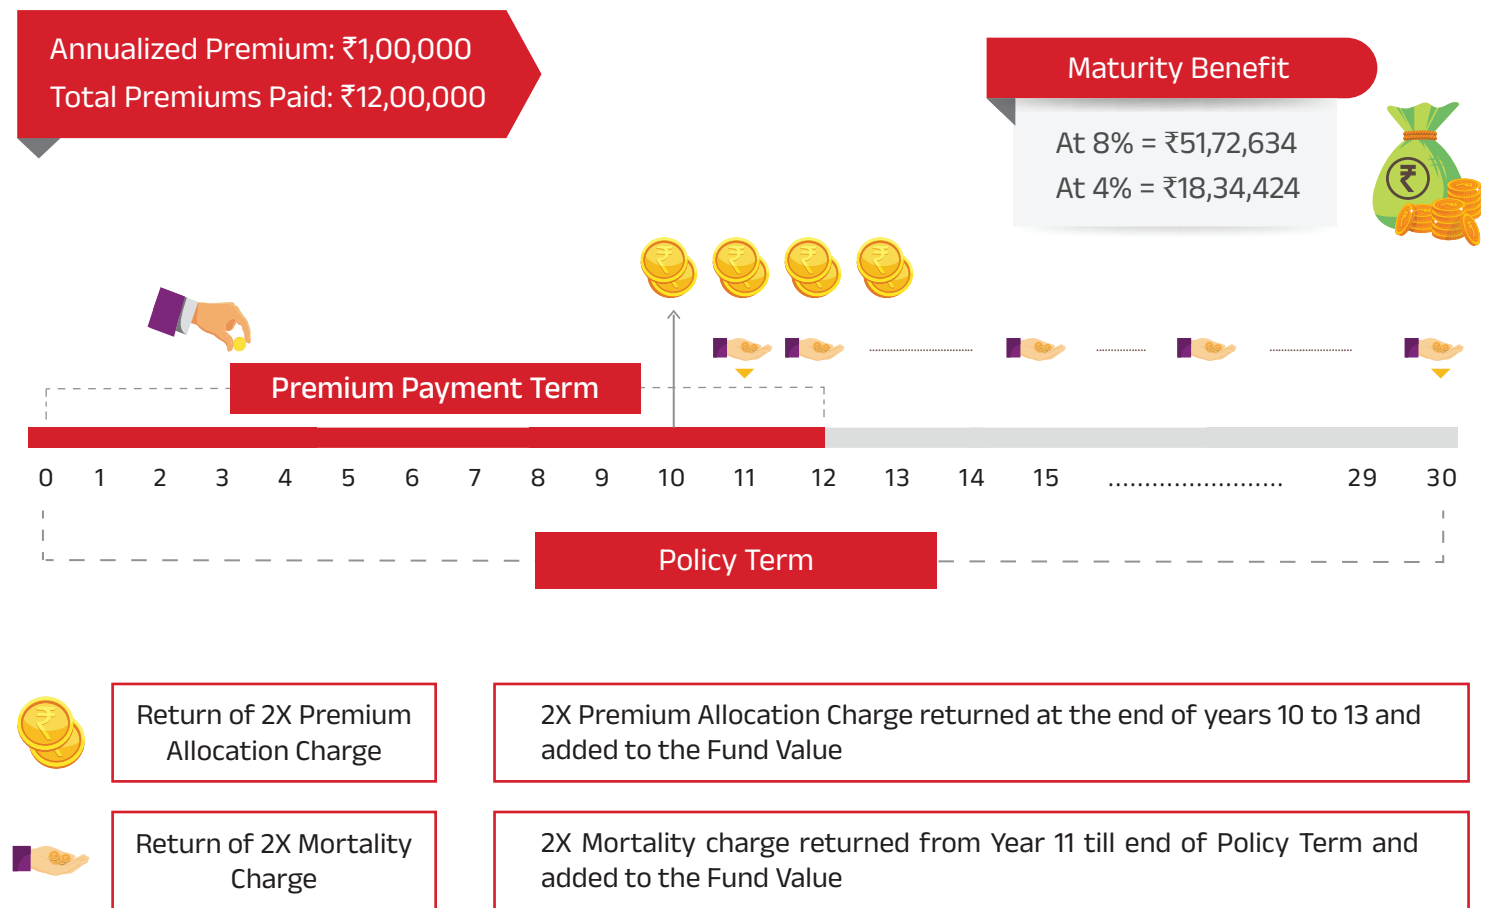 Annualized Premium: ₹1,00,000
Total Premiums Paid: ₹12,00,000
Maturity Benefit
At 8% = ₹51,72,634
At 4% = ₹18,34,424
₹
₹ ₹ ₹ ₹
Premium Payment Term
0 1 2 3 4 5 6 7 8 9 10 11 12 13 14 15 ........................ 29 30
Policy Term
₹
Return of 2X Premium
Allocation Charge
2X Premium Allocation Charge returned at the end of years 10 to 13 and
added to the Fund Value
Return of 2X Mortality
Charge
2X Mortality charge returned from Year 11 till end of Policy Term and
added to the Fund Value